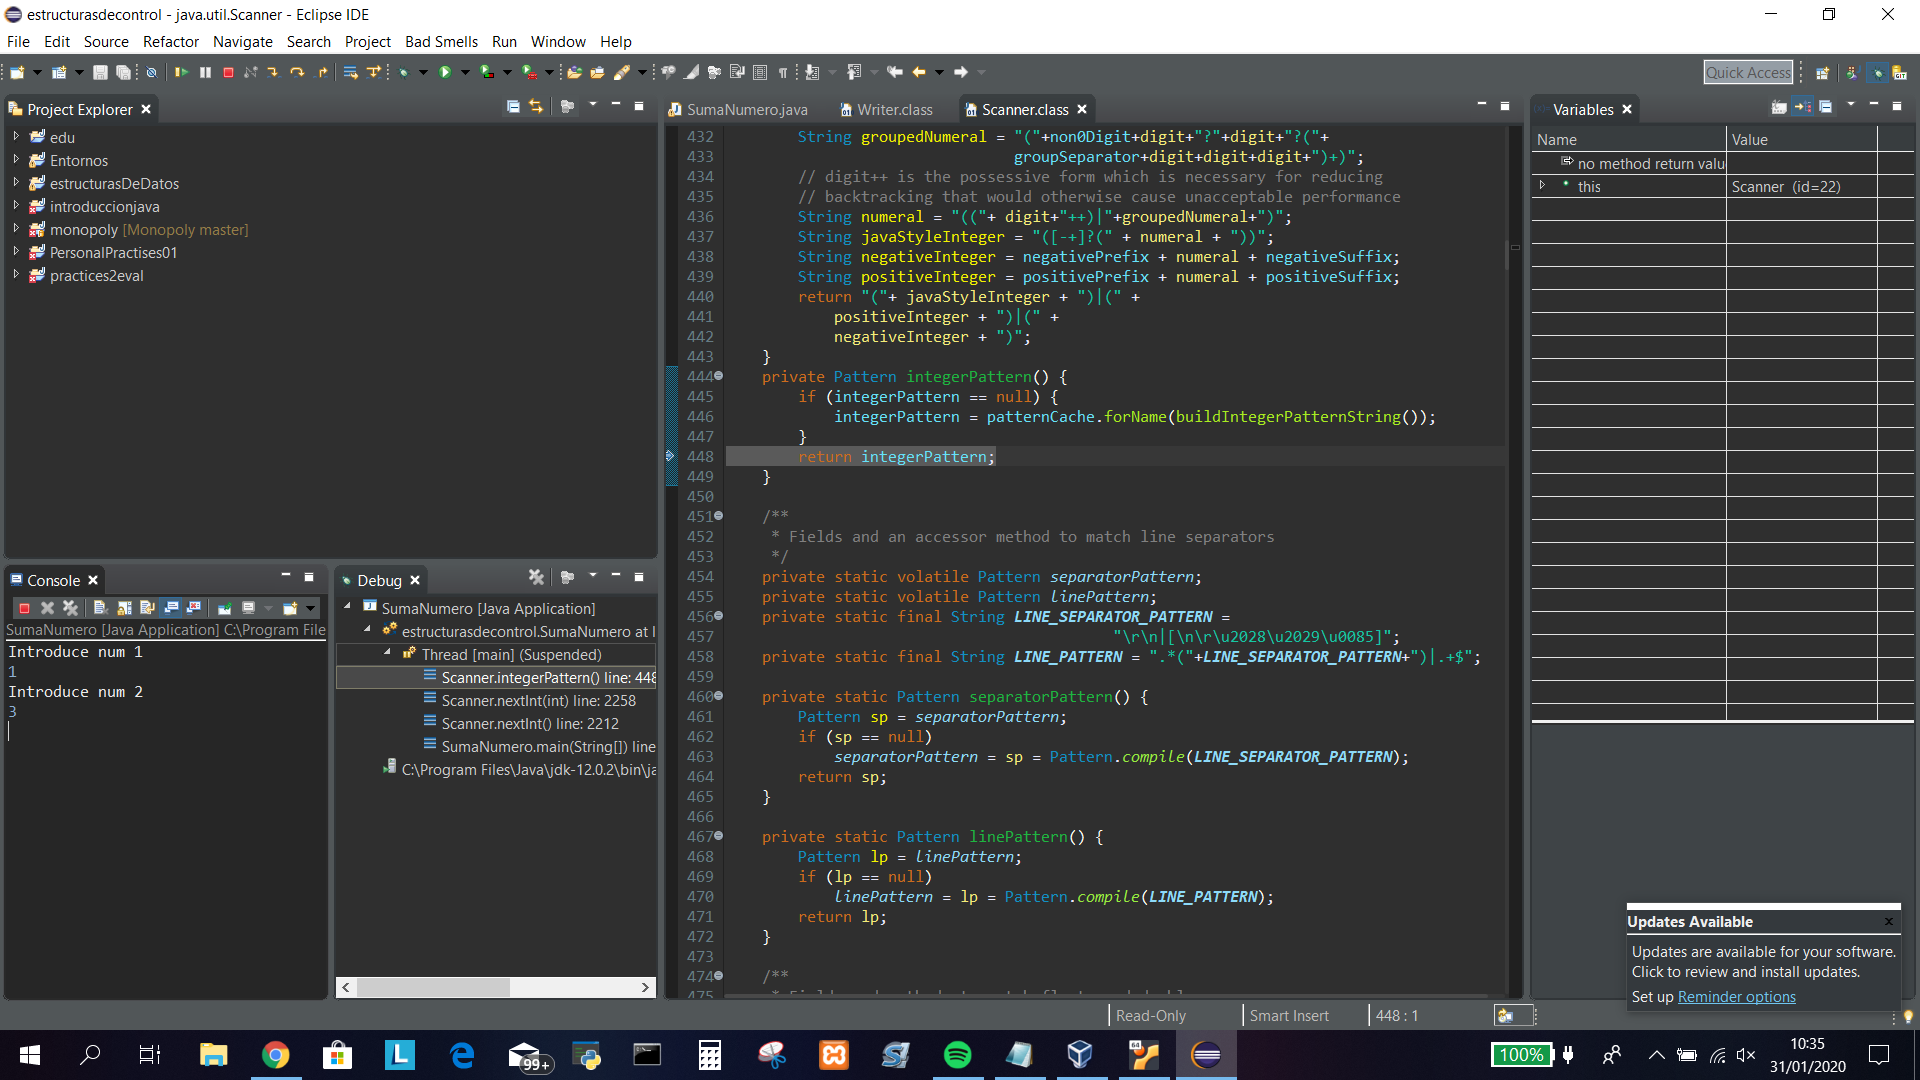 estructurasdecontrol - java.util.Scanner - Eclipse IDE
File Edit Source Refactor Navigate Search Project Bad Smells Run Window Help
Quick Access
Project Explorer
edu
Entornos
estructurasDeDatos
introduccionjava
monopoly [Monopoly master]
PersonalPractises01
practices2eval
Console
SumaNumero [Java Application] C:\Program File
Introduce num 1
1
Introduce num 2
3
Debug
SumaNumero [Java Application]
estructurasdecontrol.SumaNumero at l
Thread [main] (Suspended)
Scanner.integerPattern() line: 448
Scanner.nextInt(int) line: 2258
Scanner.nextInt() line: 2212
SumaNumero.main(String[]) line
C:\Program Files\Java\jdk-12.0.2\bin\ja
SumaNumero.java Writer.class Scanner.class
432 String groupedNumeral = "("+non0Digit+digit+"?"+digit+"?("+
433 groupSeparator+digit+digit+digit+")+)";
434 // digit++ is the possessive form which is necessary for reducing
435 // backtracking that would otherwise cause unacceptable performance
436 String numeral = "(("+ digit+"++)|"+groupedNumeral+")";
437 String javaStyleInteger = "([-+]?(" + numeral + "))";
438 String negativeInteger = negativePrefix + numeral + negativeSuffix;
439 String positiveInteger = positivePrefix + numeral + positiveSuffix;
440 return "("+ javaStyleInteger + ")|(" +
441 positiveInteger + ")|(" +
442 negativeInteger + ")";
443 }
444 private Pattern integerPattern() {
445 if (integerPattern == null) {
446 integerPattern = patternCache.forName(buildIntegerPatternString());
447 }
448 return integerPattern;
449 }
450
451 /**
452 * Fields and an accessor method to match line separators
453 */
454 private static volatile Pattern separatorPattern;
455 private static volatile Pattern linePattern;
456 private static final String LINE_SEPARATOR_PATTERN =
457 "\r\n|[\n\r\u2028\u2029\u0085]";
458 private static final String LINE_PATTERN = ".*("+LINE_SEPARATOR_PATTERN+")|.+$";
459
460 private static Pattern separatorPattern() {
461 Pattern sp = separatorPattern;
462 if (sp == null)
463 separatorPattern = sp = Pattern.compile(LINE_SEPARATOR_PATTERN);
464 return sp;
465 }
466
467 private static Pattern linePattern() {
468 Pattern lp = linePattern;
469 if (lp == null)
470 linePattern = lp = Pattern.compile(LINE_PATTERN);
471 return lp;
472 }
473
474 /**
475
Variables
Name Value
no method return valu
this Scanner (id=22)
Updates Available
Updates are available for your software.
Click to review and install updates.
Set up Reminder options
Read-Only Smart Insert 448 : 1
99+
64
100%
10:35
31/01/2020